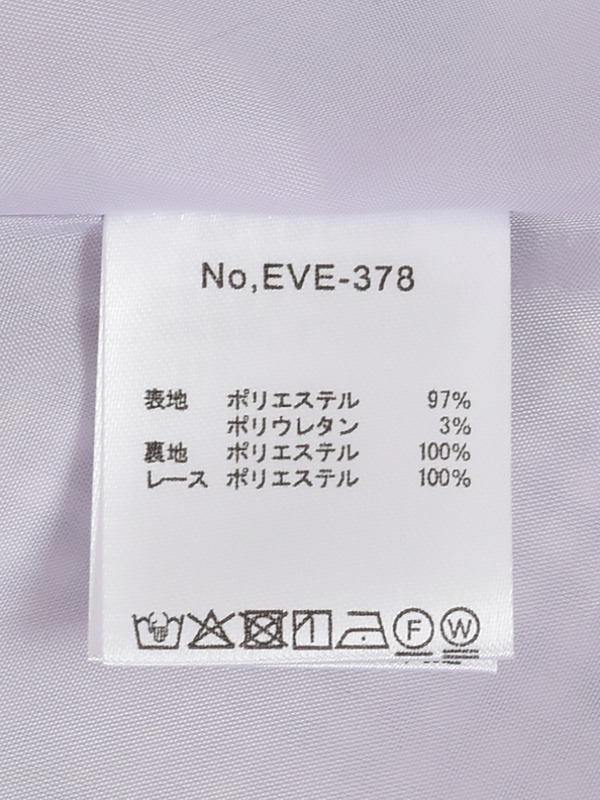 No,EVE-378
表地 ポリエステル 97%
ポリウレタン 3%
裏地 ポリエステル 100%
レース ポリエステル 100%
F W